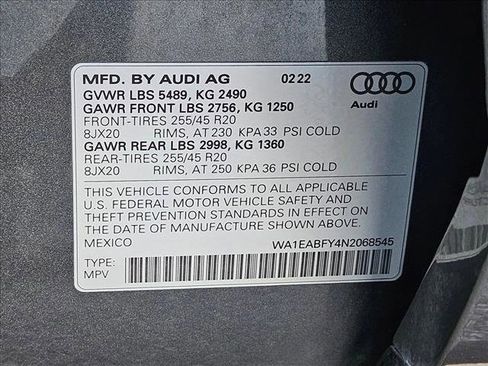 MFD. BY AUDI AG 02 22
GVWR LBS 5489, KG 2490
GAWR FRONT LBS 2756, KG 1250
FRONT-TIRES 255/45 R20
8JX20 RIMS, AT 230 KPA 33 PSI COLD
GAWR REAR LBS 2998, KG 1360
REAR-TIRES 255/45 R20
8JX20 RIMS, AT 250 KPA 36 PSI COLD
Audi
THIS VEHICLE CONFORMS TO ALL APPLICABLE
U.S. FEDERAL MOTOR VEHICLE SAFETY AND
THEFT PREVENTION STANDARDS IN EFFECT ON
THE DATE OF MANUFACTURE SHOWN ABOVE
MEXICO WA1EABFY4N2068545
TYPE:
MPV